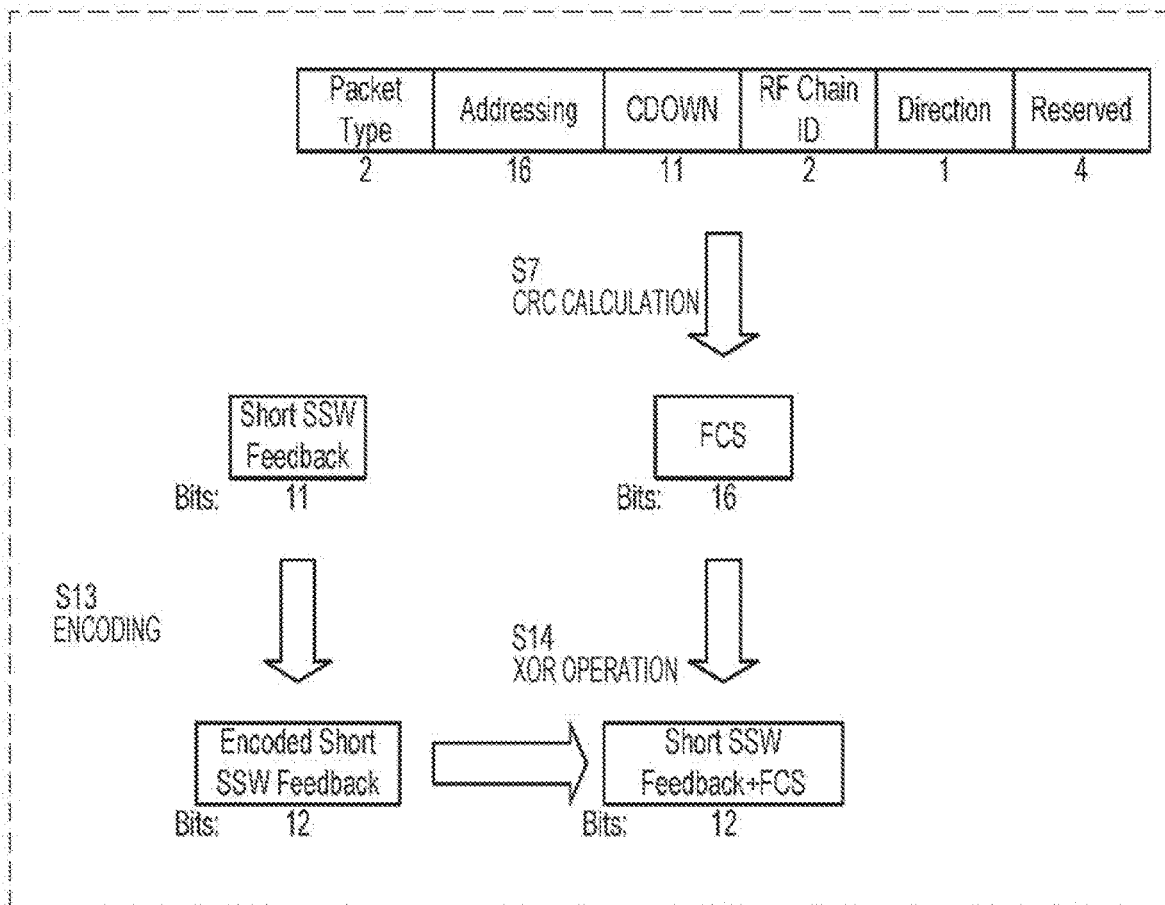 Packet Type
Addressing
CDOWN
RF Chain ID
Direction
Reserved
2
16
11
2
1
4
S7
CRC CALCULATION
Short SSW
Feedback
FCS
Bits: 11
Bits: 16
S13
ENCODING
S14
XOR OPERATION
Encoded Short
SSW Feedback
Short SSW
Feedback+FCS
Bits: 12
Bits: 12